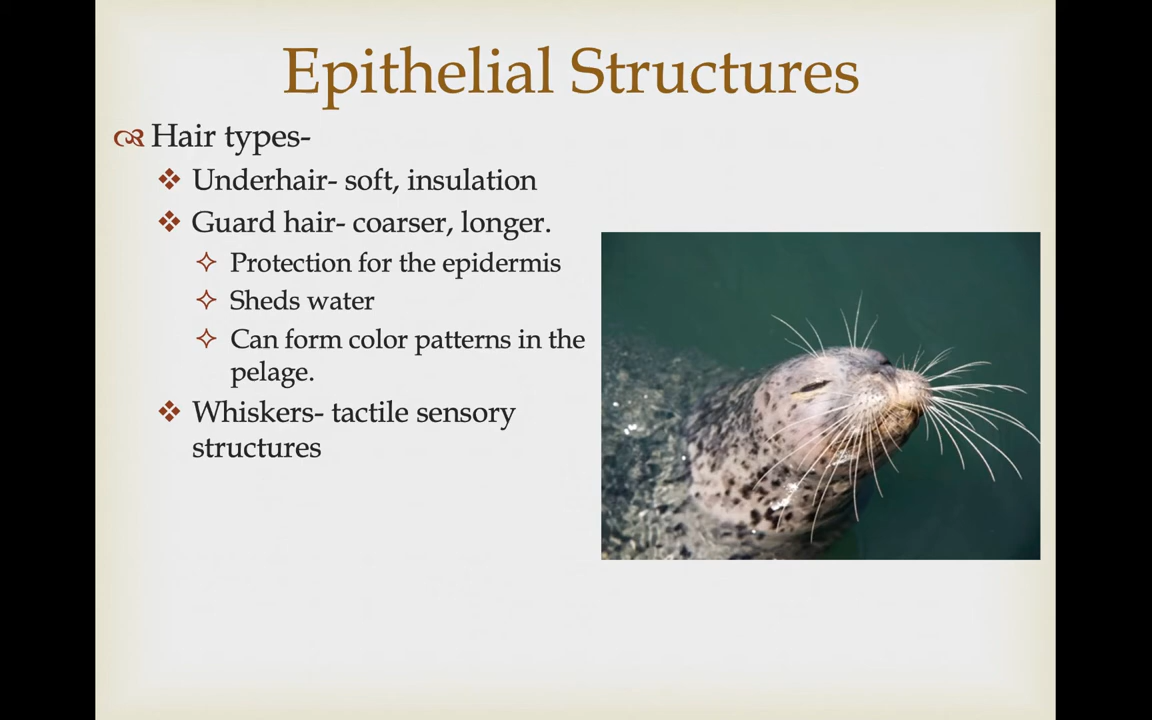 Epithelial Structures
Hair types-
Underhair- soft, insulation
Guard hair- coarser, longer.
Protection for the epidermis
Sheds water
Can form color patterns in the
pelage.
Whiskers- tactile sensory
structures